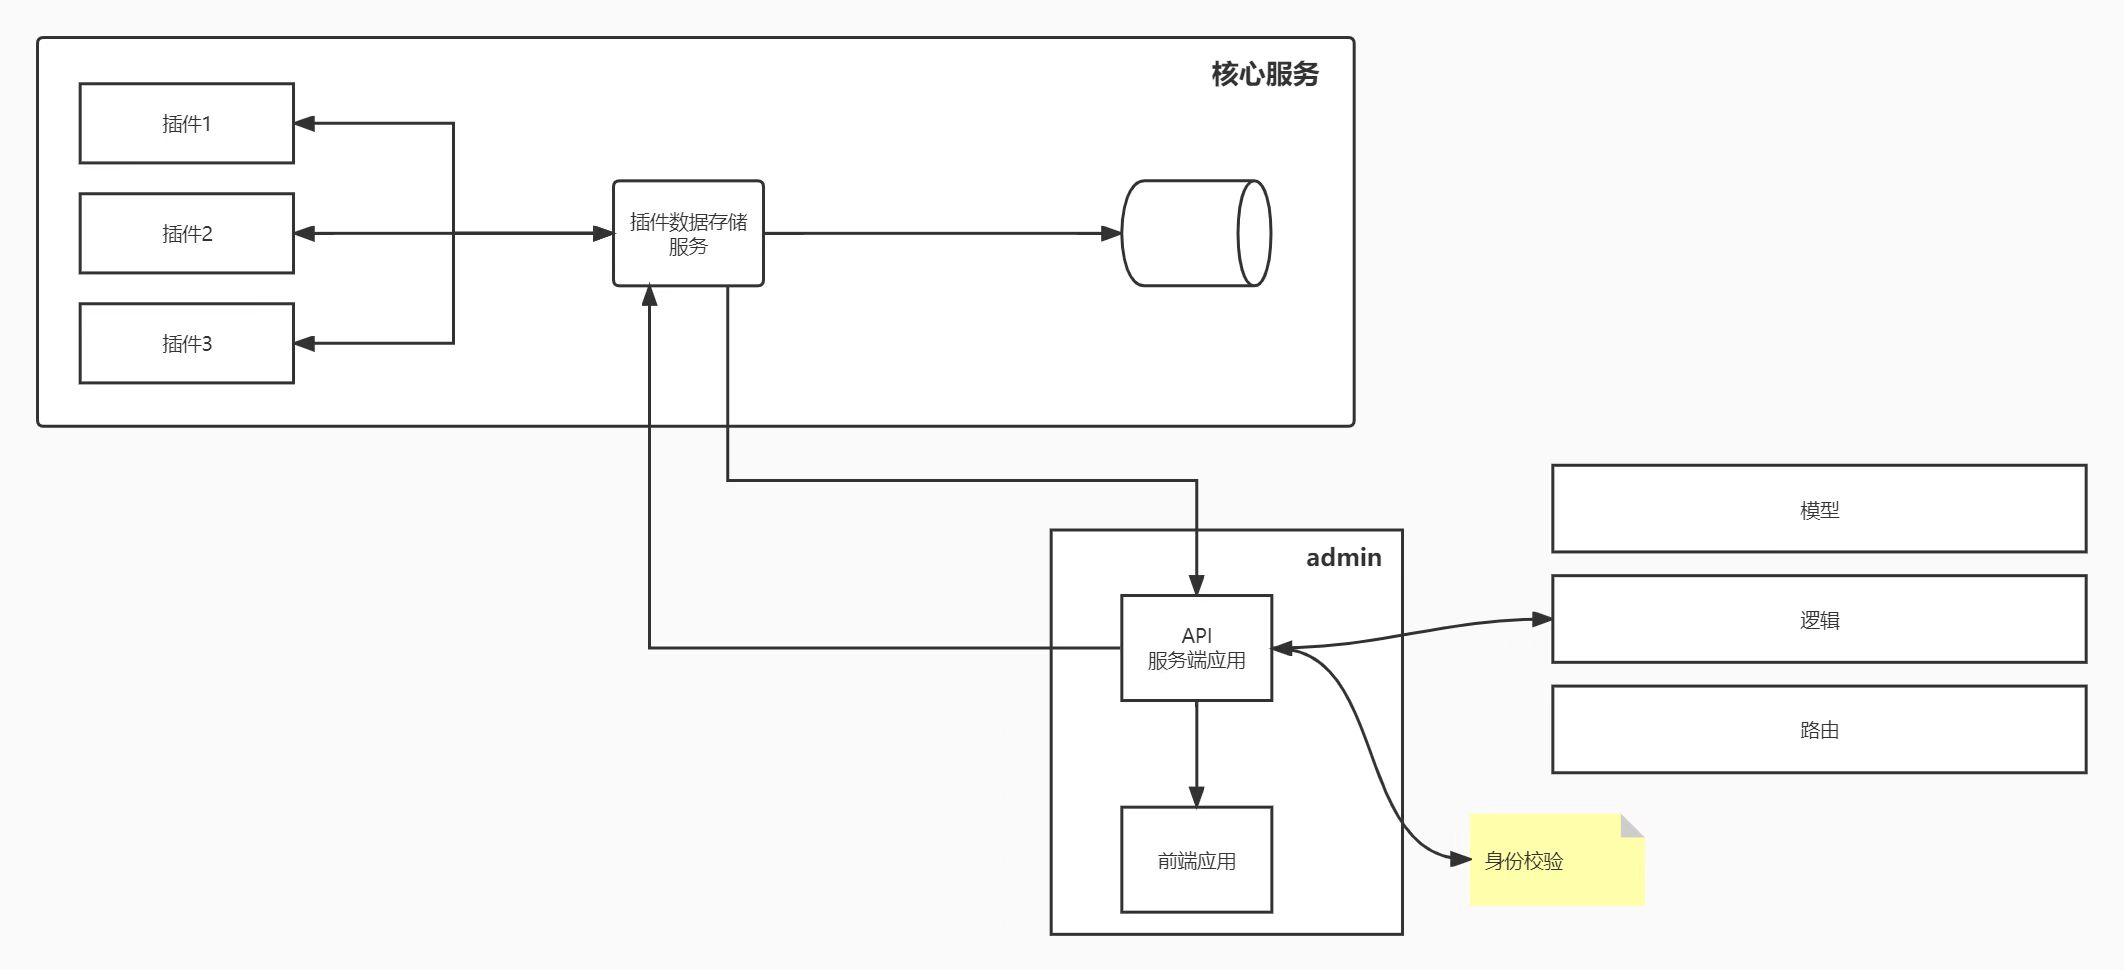 核心服务
插件1
插件2
插件3
插件数据存储
服务
admin
API
服务端应用
前端应用
模型
逻辑
路由
身份校验